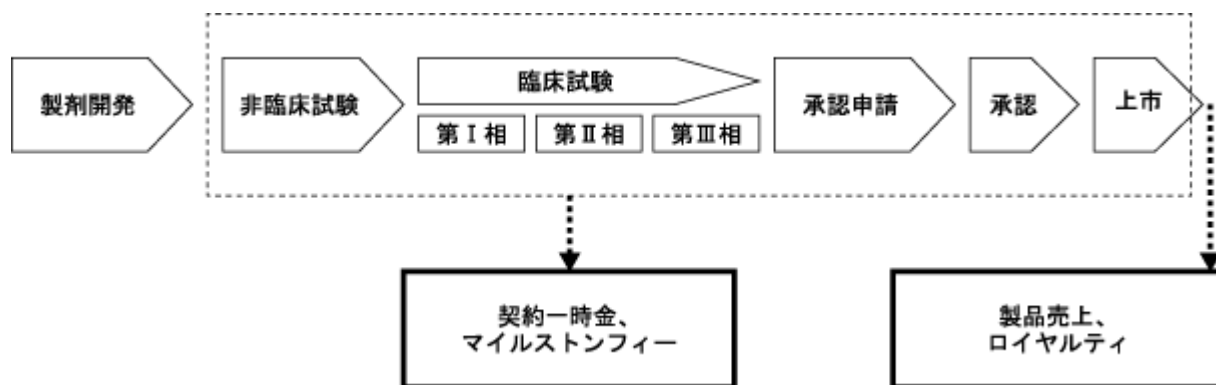 製剤開発
非臨床試験
臨床試験
第Ⅰ相
第Ⅱ相
第Ⅲ相
承認申請
承認
上市
契約一時金、
マイルストンフィー
製品売上、
ロイヤルティ